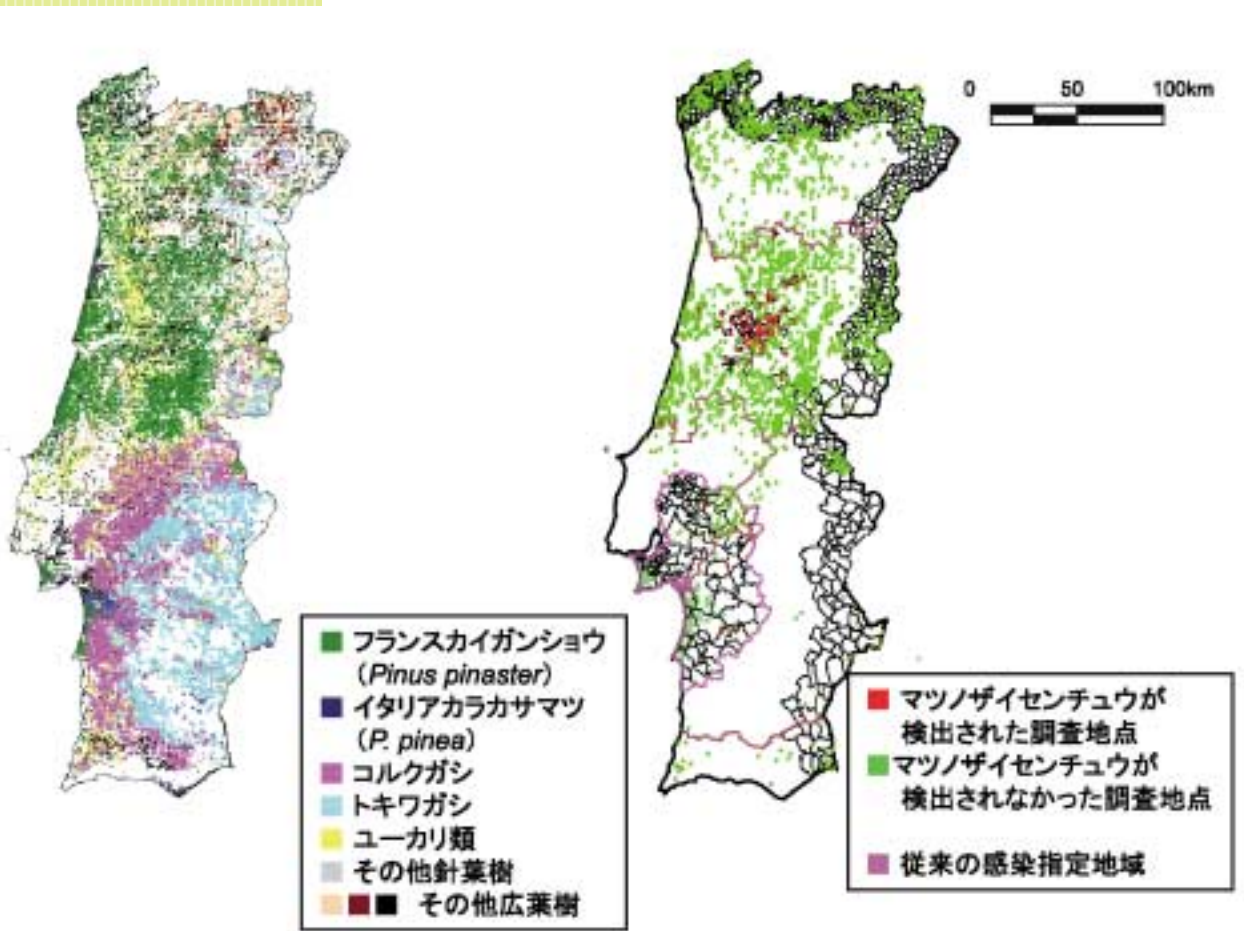 0 50 100km
フランスカイガンショウ
（Pinus pinaster）
イタリアカラカサマツ
（P. pinea）
コルクガシ
トキワガシ
ユーカリ類
その他針葉樹
その他広葉樹
マツノザイセンチュウが
検出された調査地点
マツノザイセンチュウが
検出されなかった調査地点
従来の感染指定地域